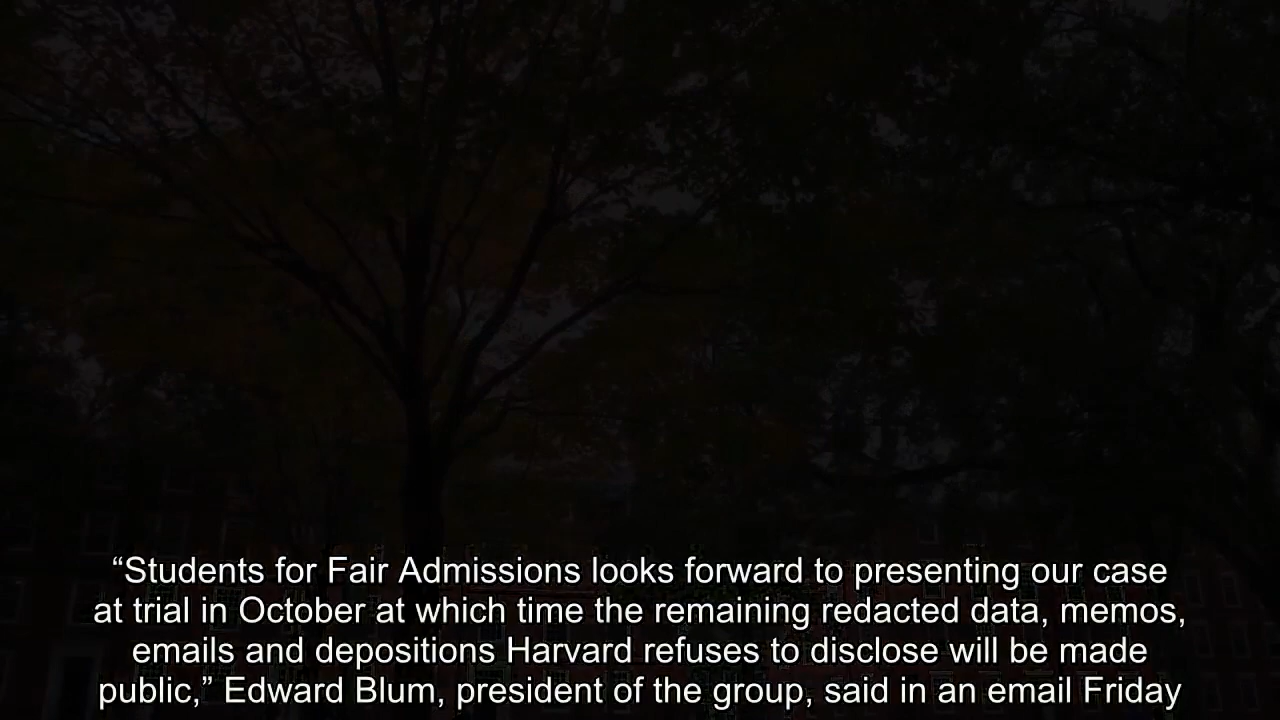 “Students for Fair Admissions looks forward to presenting our case
at trial in October at which time the remaining redacted data, memos,
emails and depositions Harvard refuses to disclose will be made
public,” Edward Blum, president of the group, said in an email Friday